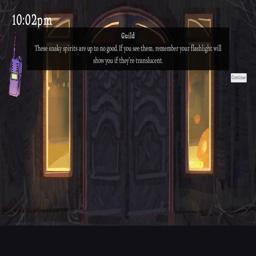 10:02pm
Guild
These snaky spirits are up to no good. If you see them, remember your flashlight will
show you if they're translucent.
Continue